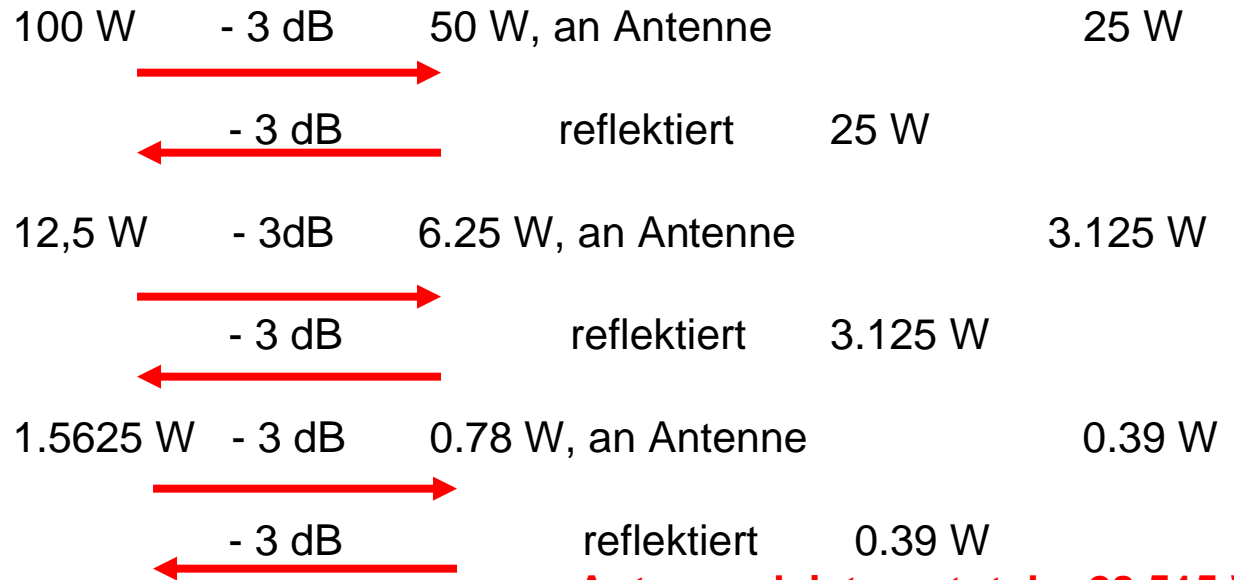 100 W - 3 dB 50 W, an Antenne 25 W
- 3 dB reflektiert 25 W
12,5 W - 3dB 6.25 W, an Antenne 3.125 W
- 3 dB reflektiert 3.125 W
1.5625 W - 3 dB 0.78 W, an Antenne 0.39 W
- 3 dB reflektiert 0.39 W